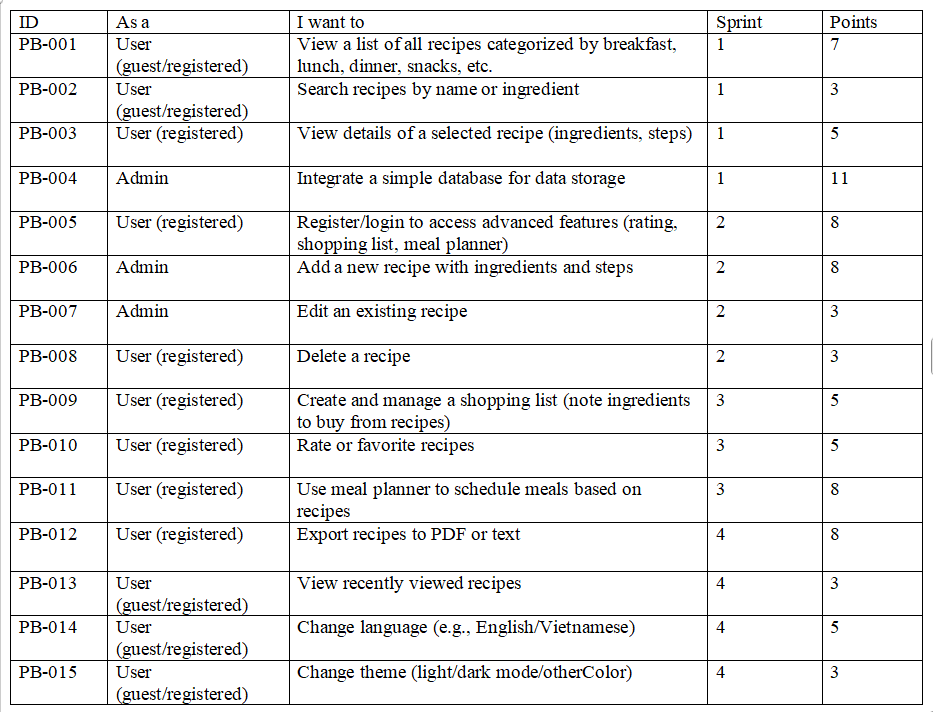 ID As a I want to Sprint Points
PB-001 User View a list of all recipes categorized by breakfast, 1 7
(guest/registered) lunch, dinner, snacks, etc.
PB-002 User Search recipes by name or ingredient 1 3
(guest/registered)
PB-003 User (registered) View details of a selected recipe (ingredients, steps) 1 5
PB-004 Admin Integrate a simple database for data storage 1 11
PB-005 User (registered) Register/login to access advanced features (rating, 2 8
shopping list, meal planner)
PB-006 Admin Add a new recipe with ingredients and steps 2 8
PB-007 Admin Edit an existing recipe 2 3
PB-008 User (registered) Delete a recipe 2 3
PB-009 User (registered) Create and manage a shopping list (note ingredients 3 5
to buy from recipes)
PB-010 User (registered) Rate or favorite recipes 3 5
PB-011 User (registered) Use meal planner to schedule meals based on 3 8
recipes
PB-012 User (registered) Export recipes to PDF or text 4 8
PB-013 User View recently viewed recipes 4 3
(guest/registered)
PB-014 User Change language (e.g., English/Vietnamese) 4 5
(guest/registered)
PB-015 User Change theme (light/dark mode/otherColor) 4 3
(guest/registered)